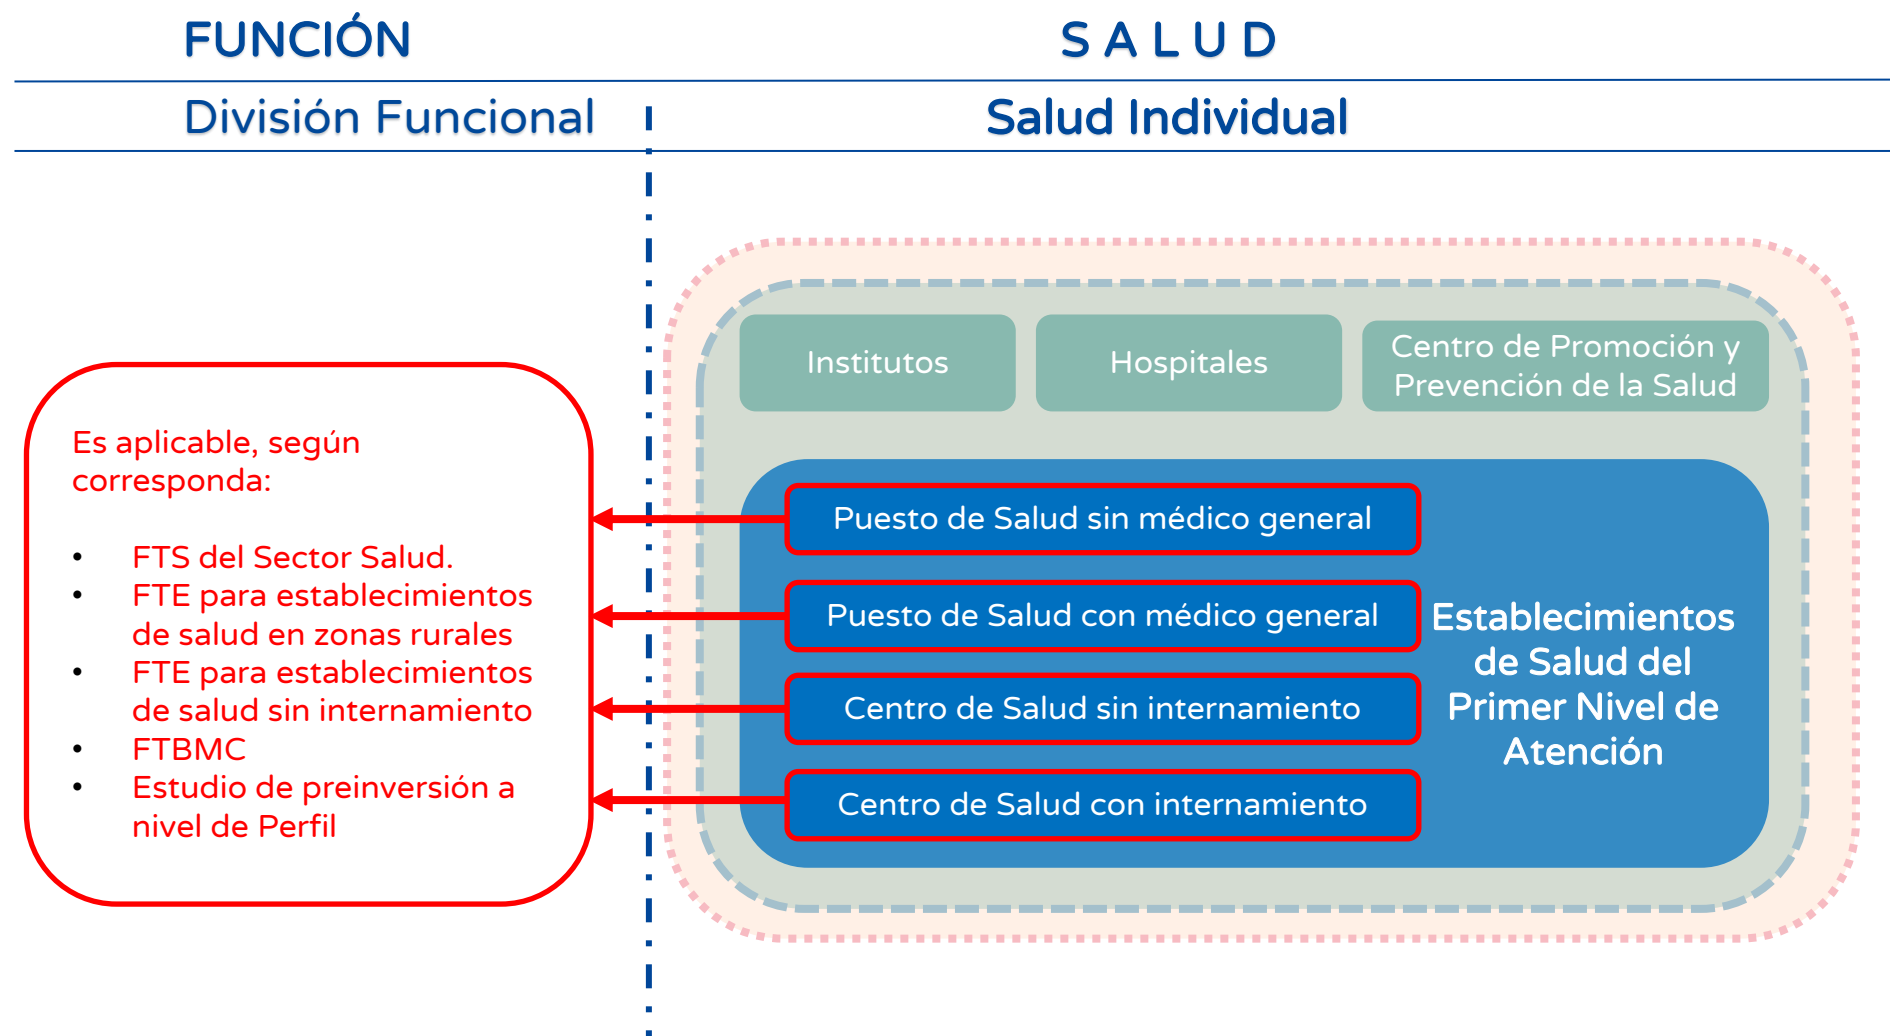 FUNCIÓN
S A L U D
División Funcional
Salud Individual
Institutos
Hospitales
Centro de Promoción y
Prevención de la Salud
Es aplicable, según
corresponda:
• FTS del Sector Salud.
• FTE para establecimientos
de salud en zonas rurales
• FTE para establecimientos
de salud sin internamiento
• FTBMC
• Estudio de preinversión a
nivel de Perfil
Puesto de Salud sin médico general
Puesto de Salud con médico general
Centro de Salud sin internamiento
Centro de Salud con internamiento
Establecimientos
de Salud del
Primer Nivel de
Atención